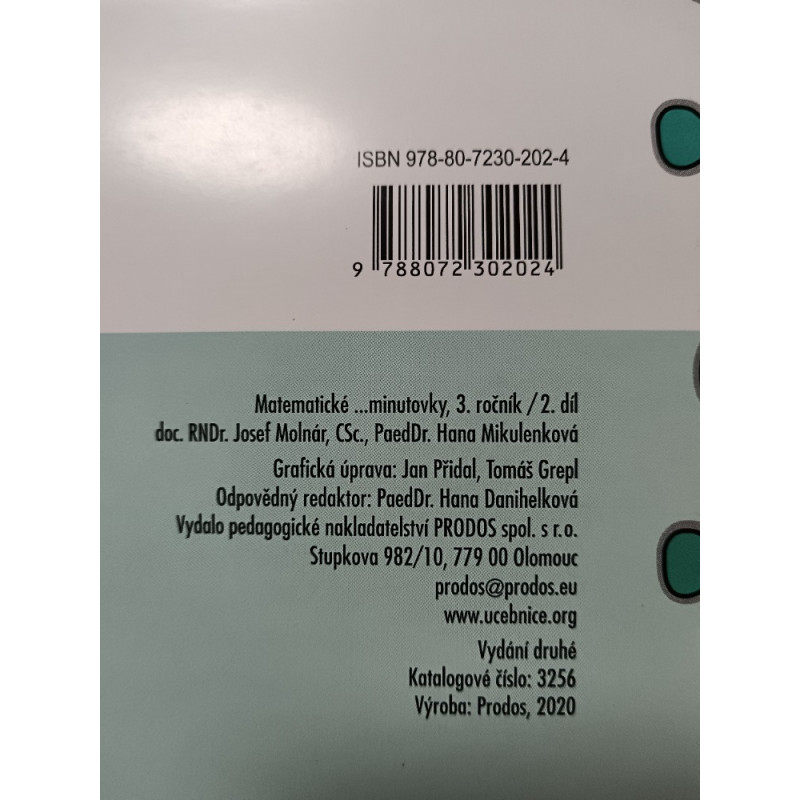 ISBN 978-80-7230-202-4
9 788072 302024
Matematické ...minutovky, 3. ročník / 2. díl
doc. RNDr. Josef Molnár, CSc., PaedDr. Hana Mikulenková
Grafická úprava: Jan Přidal, Tomáš Grepl
Odpovědný redaktor: PaedDr. Hana Danihelková
Vydalo pedagogické nakladatelství PRODOS spol. s r.o.
Stupkova 982/10, 779 00 Olomouc
prodos@prodos.eu
www.ucebnice.org
Vydání druhé
Katalogové číslo: 3256
Výroba: Prodos, 2020